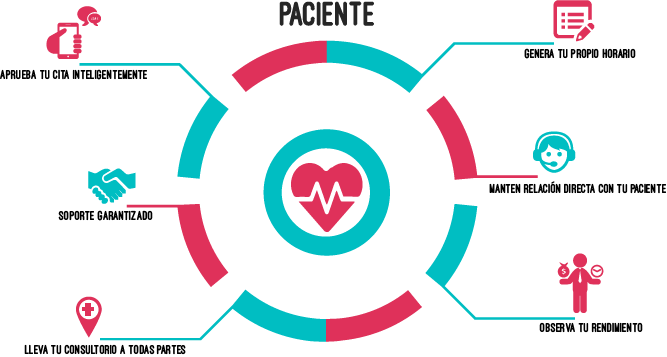 PACIENTE
APRUEBA TU CITA INTELIGENTEMENTE
GENERA TU PROPIO HORARIO
SOPORTE GARANTIZADO
MANTEN RELACIÓN DIRECTA CON TU PACIENTE
LLEVA TU CONSULTORIO A TODAS PARTES
OBSERVA TU RENDIMIENTO
$